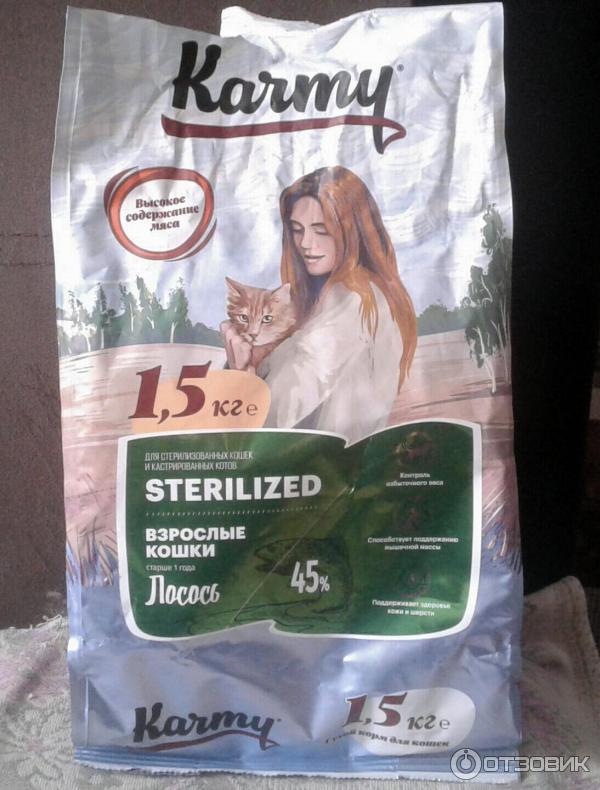 Karmy
Высокое
содержание
мяса
1,5 кг е
ДЛЯ СТЕРИЛИЗОВАННЫХ КОШЕК
И КАСТРИРОВАННЫХ КОТОВ
STERILIZED
ВЗРОСЛЫЕ
КОШКИ
старше 1 года
Лосось
45%
Контроль
избыточного веса
Способствует поддержанию
мышечной массы
Поддерживает здоровье
кожи и шерсти
Karmy
1,5 кг е
Сухой корм для кошек
ОТЗОВИК